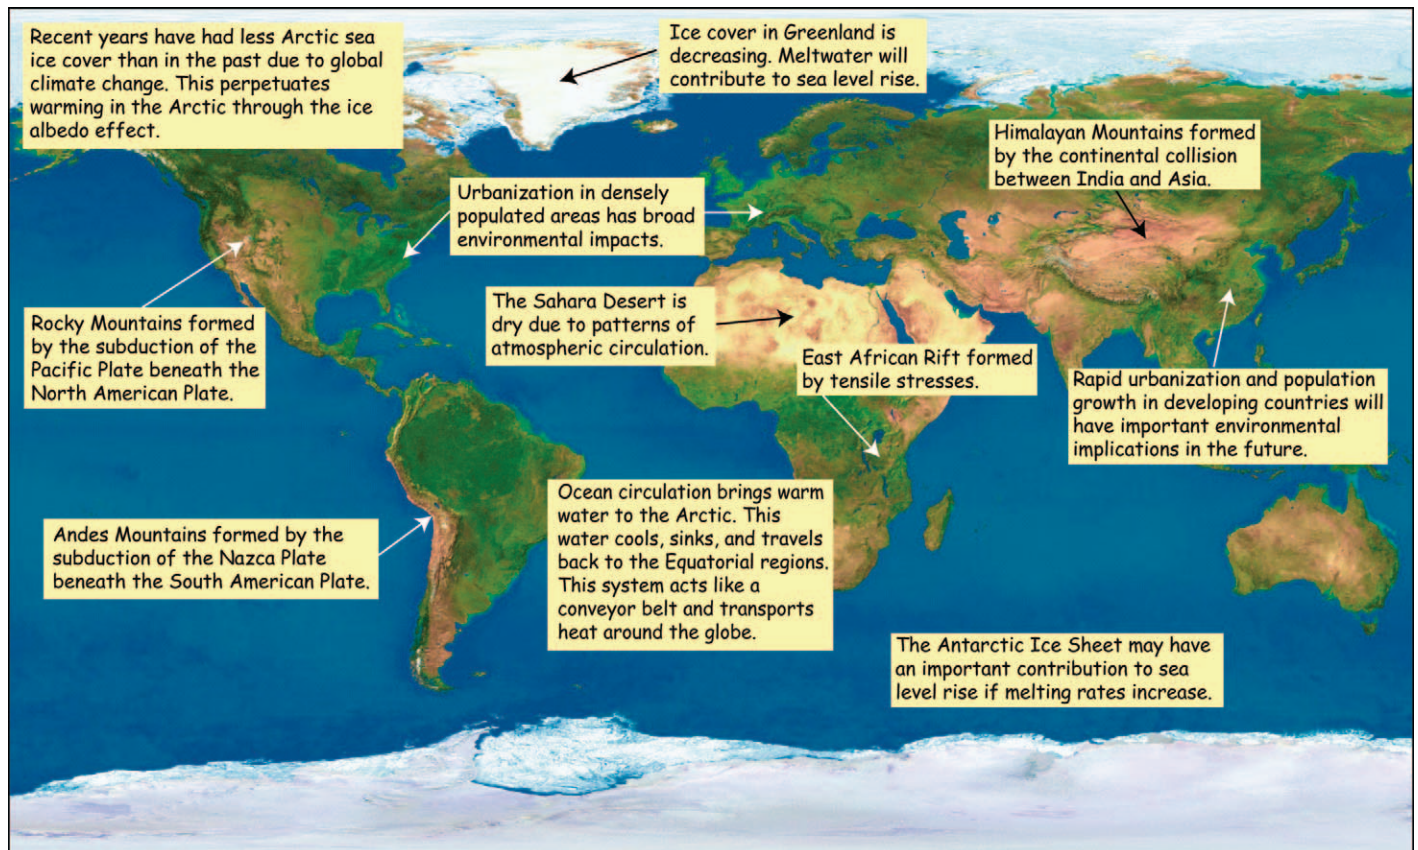 Recent years have had less Arctic sea
ice cover than in the past due to global
climate change. This perpetuates
warming in the Arctic through the ice
albedo effect.
Ice cover in Greenland is
decreasing. Meltwater will
contribute to sea level rise.
Himalayan Mountains formed
by the continental collision
between India and Asia.
Urbanization in densely
populated areas has broad
environmental impacts.
The Sahara Desert is
dry due to patterns of
atmospheric circulation.
Rocky Mountains formed
by the subduction of the
Pacific Plate beneath the
North American Plate.
East African Rift formed
by tensile stresses.
Rapid urbanization and population
growth in developing countries will
have important environmental
implications in the future.
Ocean circulation brings warm
water to the Arctic. This
water cools, sinks, and travels
back to the Equatorial regions.
This system acts like a
conveyor belt and transports
heat around the globe.
Andes Mountains formed by the
subduction of the Nazca Plate
beneath the South American Plate.
The Antarctic Ice Sheet may have
an important contribution to sea
level rise if melting rates increase.